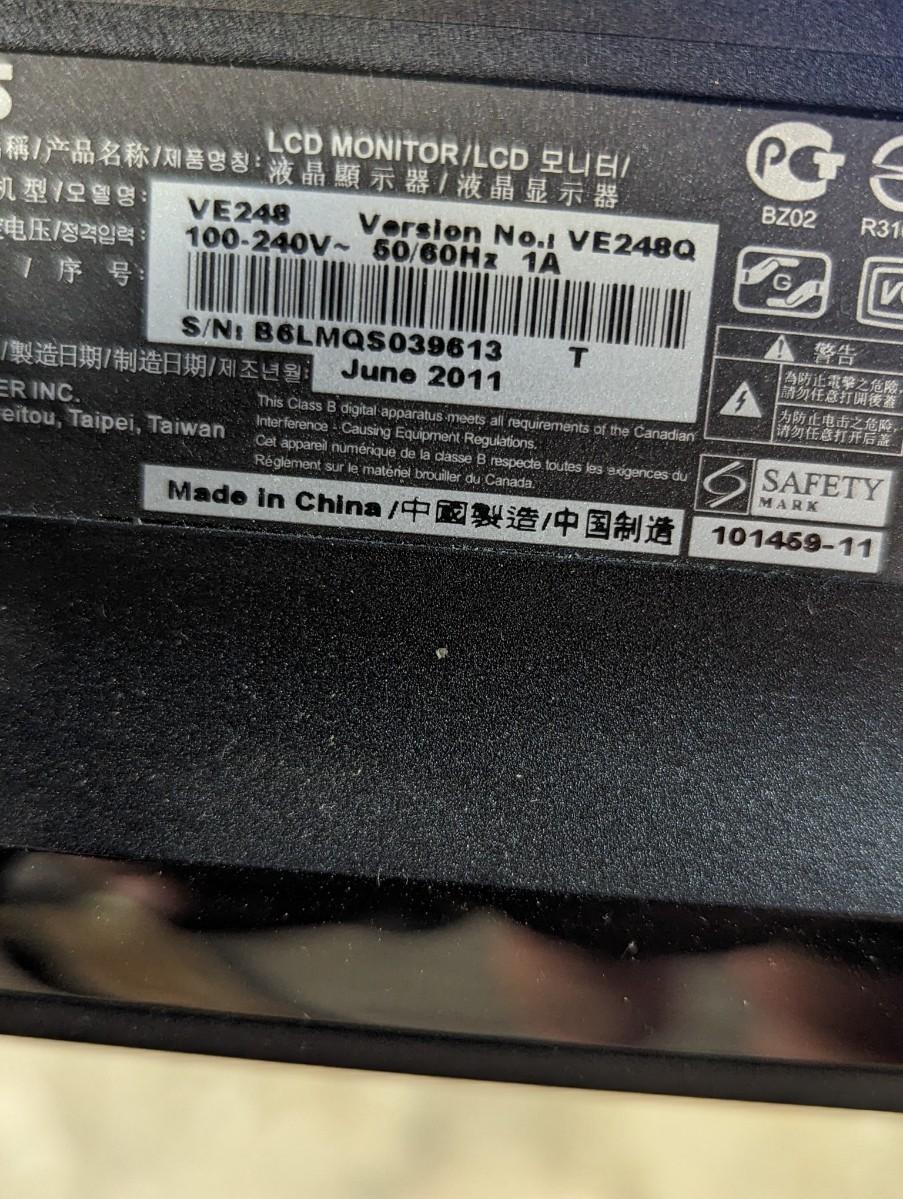 S
稱/产品名称/제품명칭: LCD MONITOR/LCD 모니터/
液晶顯示器/液晶显示器
机型/모델명: VE248 Version No.: VE248Q
电压/정격입력: 100-240V~ 50/60Hz 1A
/ 序 号:
S/N: B6LMQS039613 T
/製造日期/制造日期/제조년월: June 2011
ER INC.
eitou, Taipei, Taiwan
This Class B digital apparatus meets all requirements of the Canadian
Interference - Causing Equipment Regulations.
Cet appareil numérique de la classe B respecte toutes les exigences du
Réglement sur le matériel brouiller du Canada.
Made in China/中國製造/中国制造
PCT
BZ02
R31
G
警告
為防止電擊之危險,
請勿任意打開後蓋
为防止电击之危险,
请勿任意打开后盖
SAFETY
MARK
101459-11